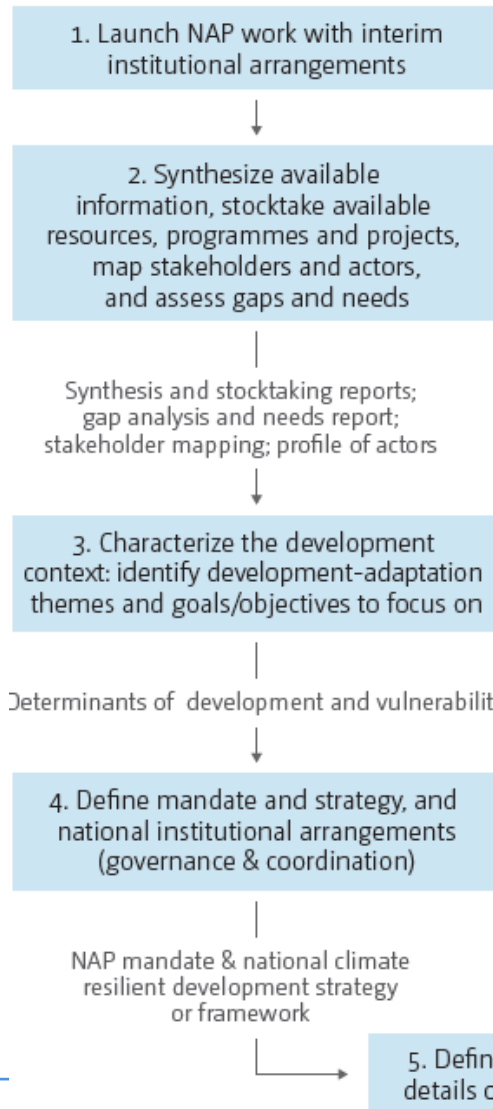 1. Launch NAP work with interim
institutional arrangements
2. Synthesize available
information, stocktake available
resources, programmes and projects,
map stakeholders and actors,
and assess gaps and needs
Synthesis and stocktaking reports;
gap analysis and needs report;
stakeholder mapping; profile of actors
3. Characterize the development
context: identify development-adaptation
themes and goals/objectives to focus on
Determinants of development and vulnerabilit
4. Define mandate and strategy, and
national institutional arrangements
(governance & coordination)
NAP mandate & national climate
resilient development strategy
or framework
5. Defin
details